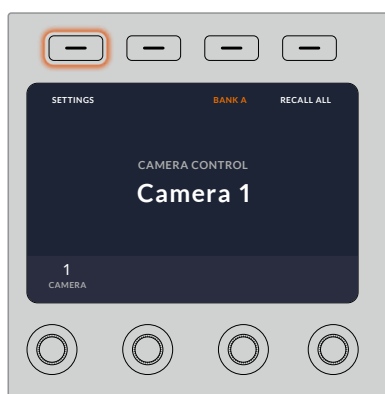 SETTINGS BANK A RECALL ALL
CAMERA CONTROL
Camera 1
1
CAMERA